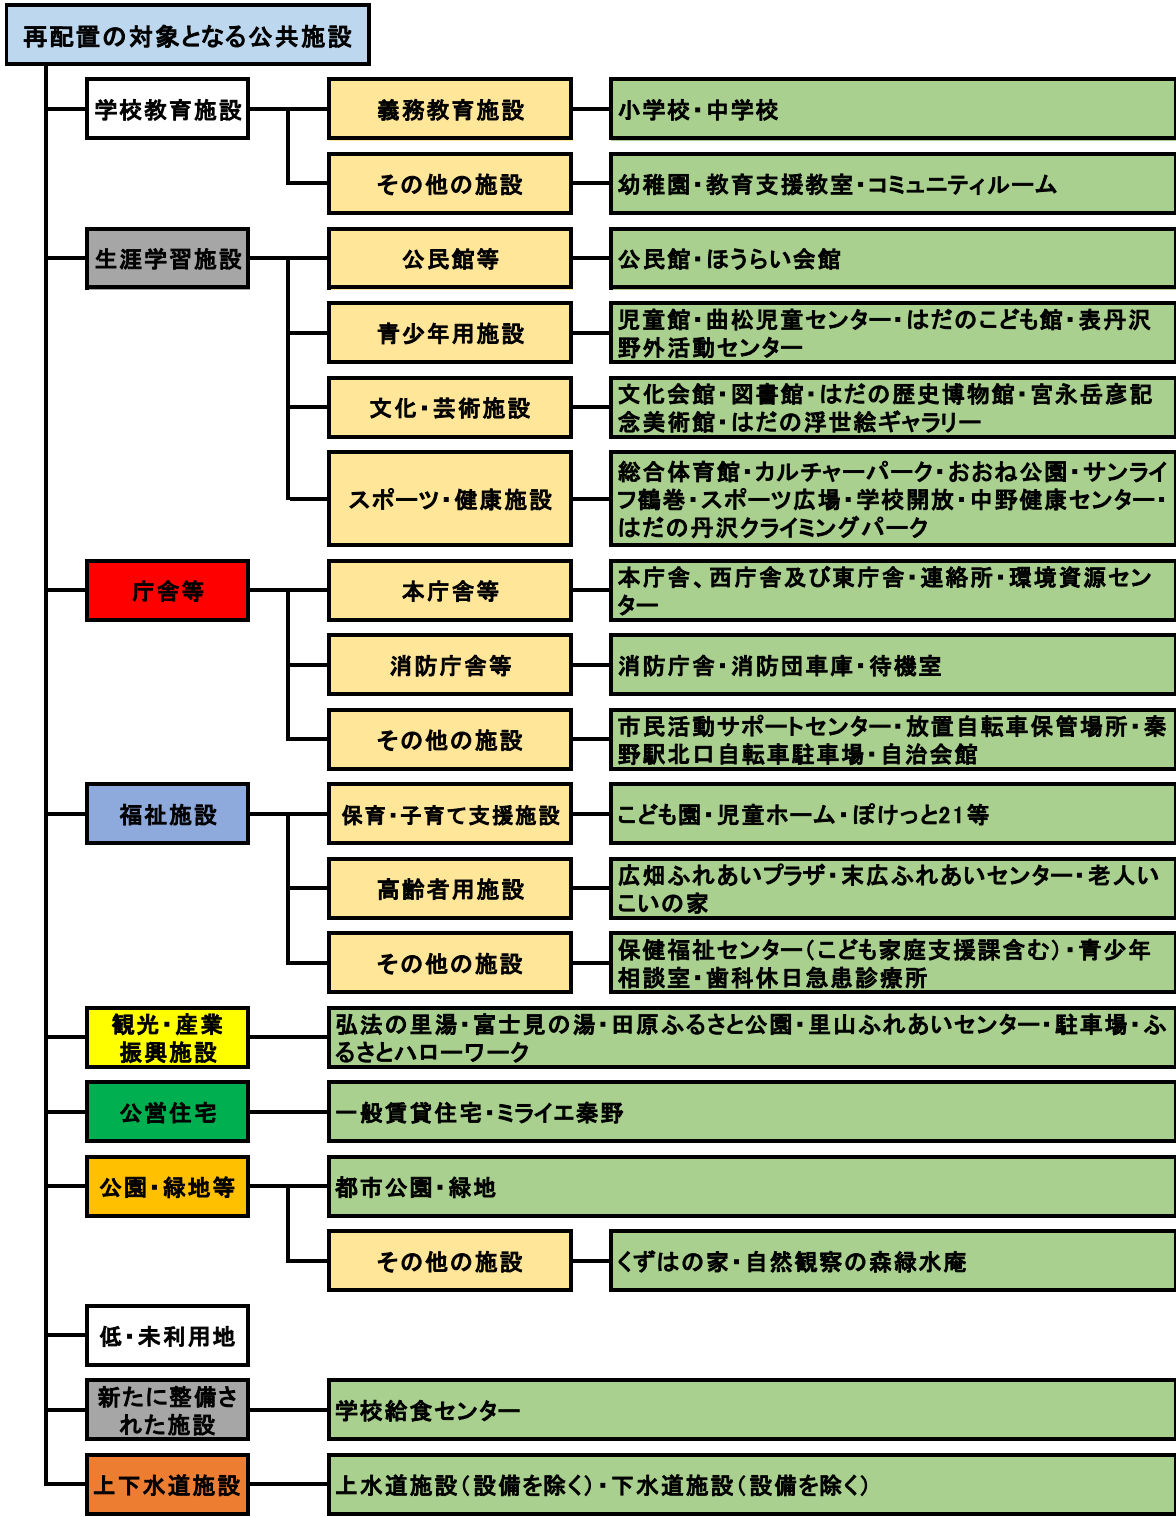 再配置の対象となる公共施設
学校教育施設
義務教育施設
小学校・中学校
その他の施設
幼稚園・教育支援教室・コミュニティルーム
生涯学習施設
公民館等
公民館・ほうらい会館
青少年用施設
児童館・曲松児童センター・はだのこども館・表丹沢
野外活動センター
文化・芸術施設
文化会館・図書館・はだの歴史博物館・宮永岳彦記
念美術館・はだの浮世絵ギャラリー
スポーツ・健康施設
総合体育館・カルチャーパーク・おおね公園・サンライ
フ鶴巻・スポーツ広場・学校開放・中野健康センター・
はだの丹沢クライミングパーク
庁舎等
本庁舎等
本庁舎、西庁舎及び東庁舎・連絡所・環境資源セン
ター
消防庁舎等
消防庁舎・消防団車庫・待機室
その他の施設
市民活動サポートセンター・放置自転車保管場所・秦
野駅北口自転車駐車場・自治会館
福祉施設
保育・子育て支援施設
こども園・児童ホーム・ぽけっと21等
高齢者用施設
広畑ふれあいプラザ・末広ふれあいセンター・老人い
こいの家
その他の施設
保健福祉センター（こども家庭支援課含む）・青少年
相談室・歯科休日急患診療所
観光・産業
振興施設
弘法の里湯・富士見の湯・田原ふるさと公園・里山ふれあいセンター・駐車場・ふ
るさとハローワーク
公営住宅
一般賃貸住宅・ミライエ秦野
公園・緑地等
都市公園・緑地
その他の施設
くずはの家・自然観察の森緑水庵
低・未利用地
新たに整備さ
れた施設
学校給食センター
上下水道施設
上水道施設（設備を除く）・下水道施設（設備を除く）